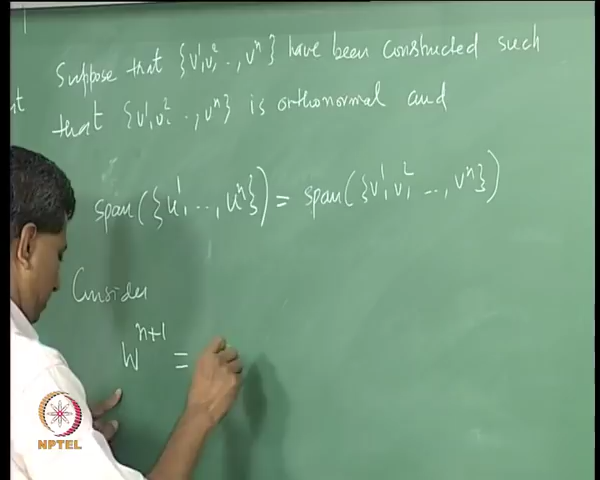 Suppose that {v¹, v², .., vⁿ} have been constructed such
that {v¹, v², .., vⁿ} is orthonormal and
span({u¹, .., uⁿ}) = span({v¹, v², .., vⁿ})
Consider
wⁿ⁺¹ =
NPTEL